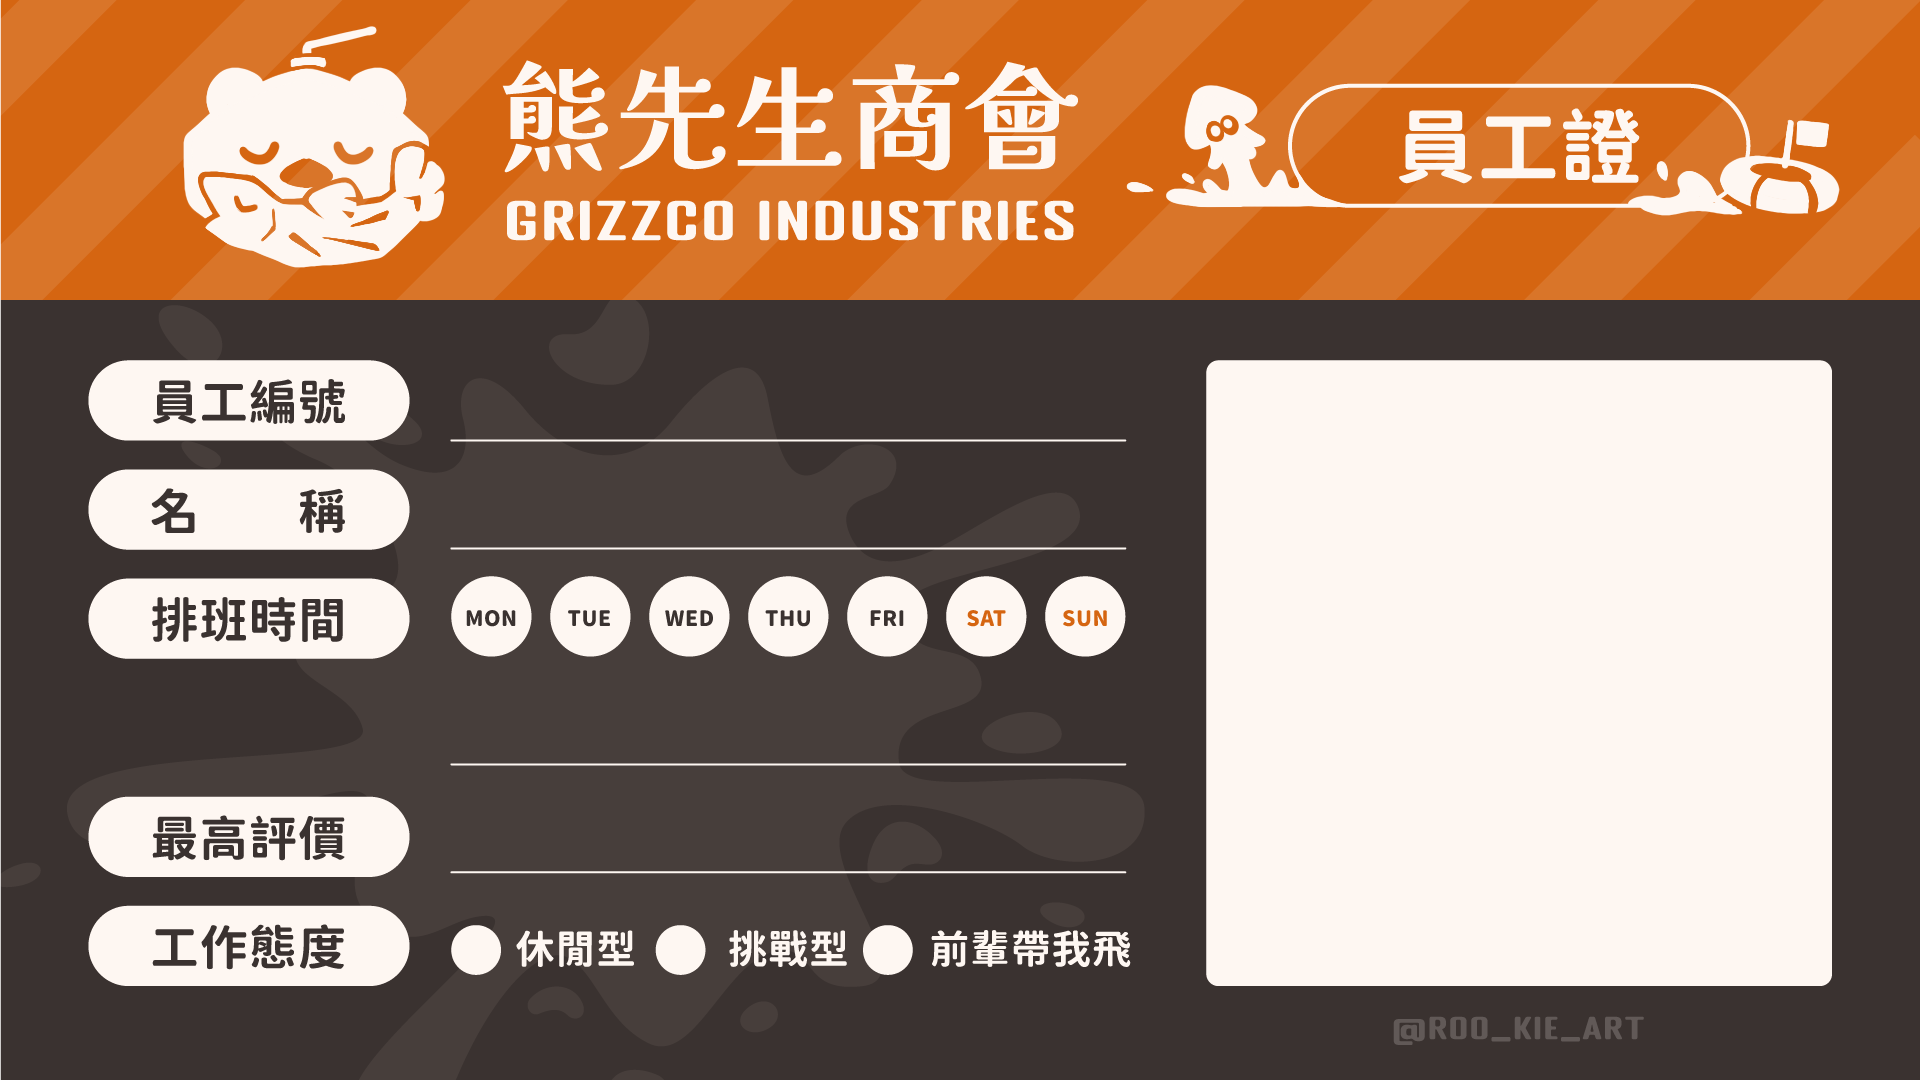 熊先生商會
GRIZZCO INDUSTRIES
員工證
員工編號
名 稱
排班時間
MON TUE WED THU FRI SAT SUN
最高評價
工作態度
休閒型 挑戰型 前輩帶我飛
@ROO_KIE_ART